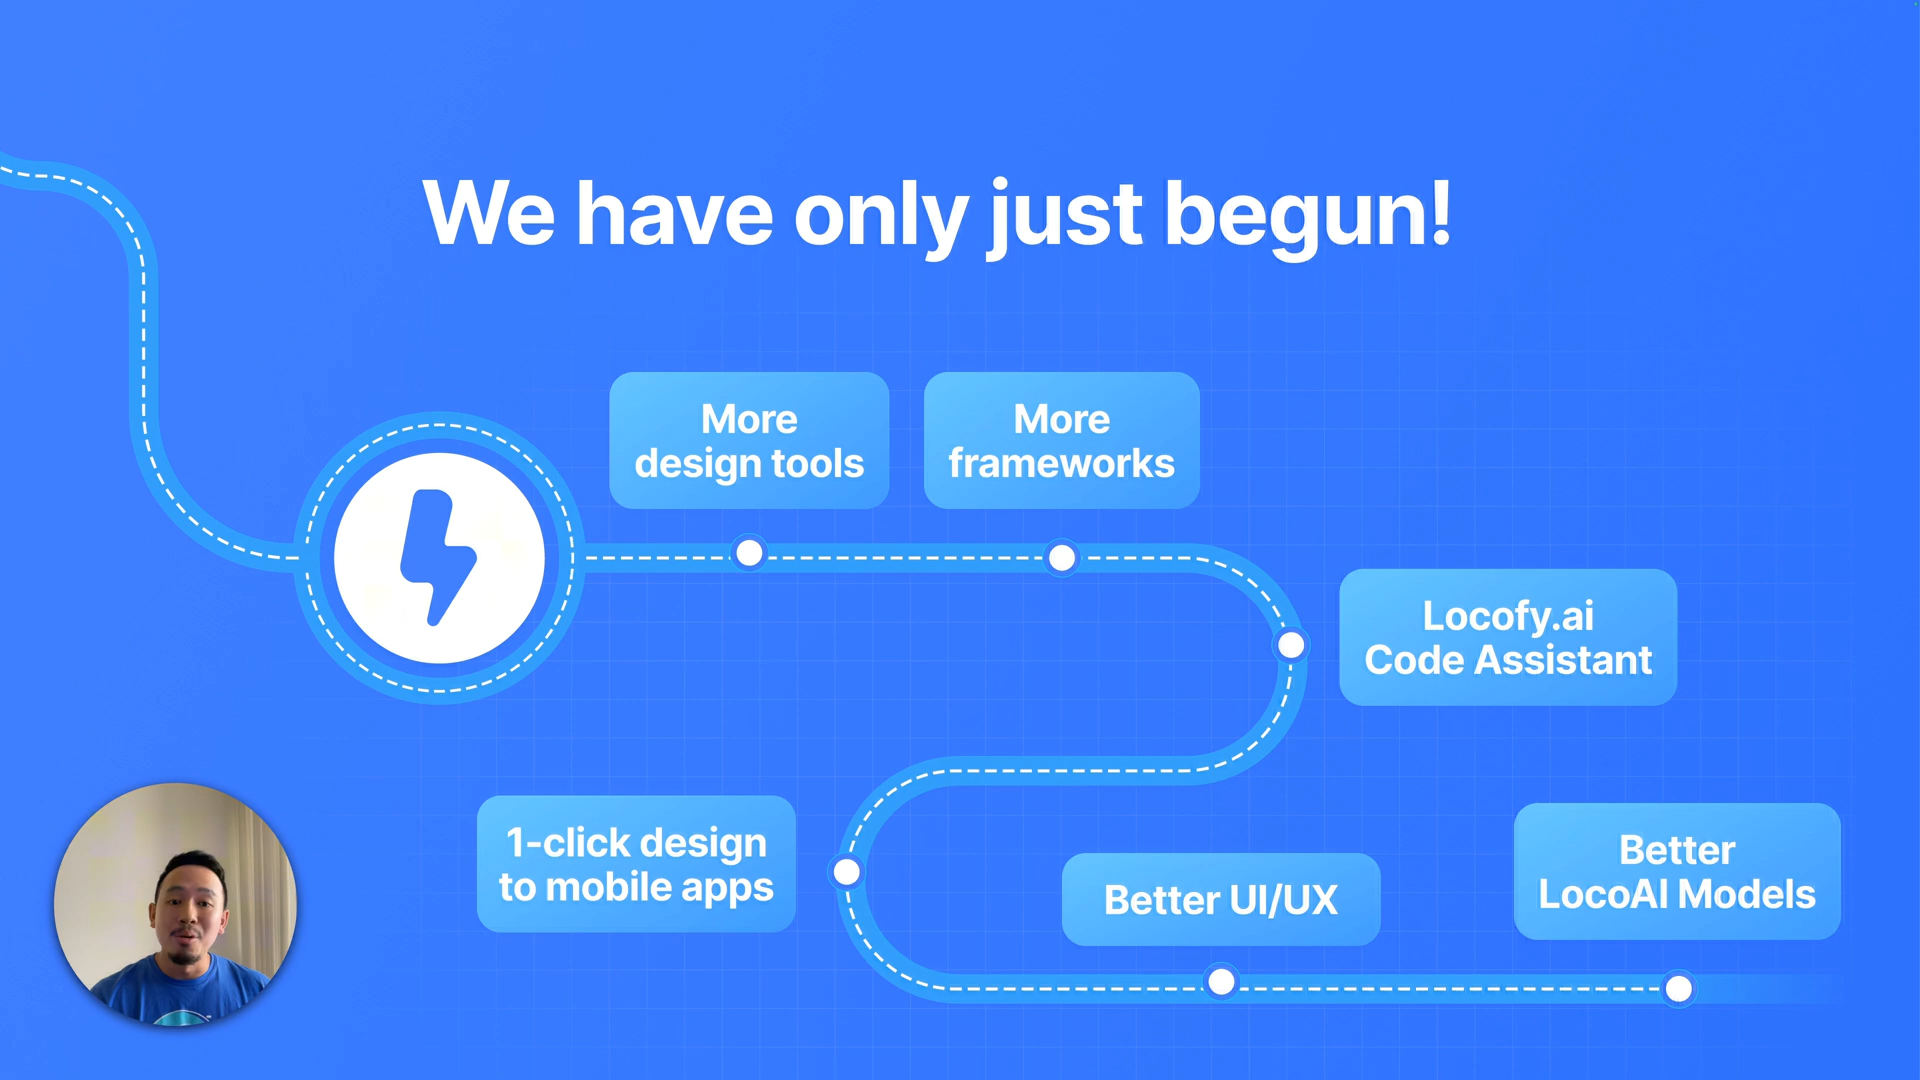 We have only just begun!
More
design tools
More
frameworks
Locofy.ai
Code Assistant
1-click design
to mobile apps
Better UI/UX
Better
LocoAI Models